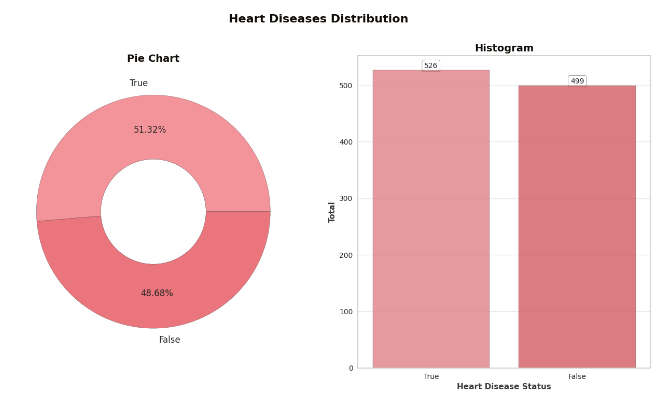 Heart Diseases Distribution
Pie Chart
True
51.32%
48.68%
False
Histogram
526
499
500
400
300
200
100
0
Total
True
False
Heart Disease Status